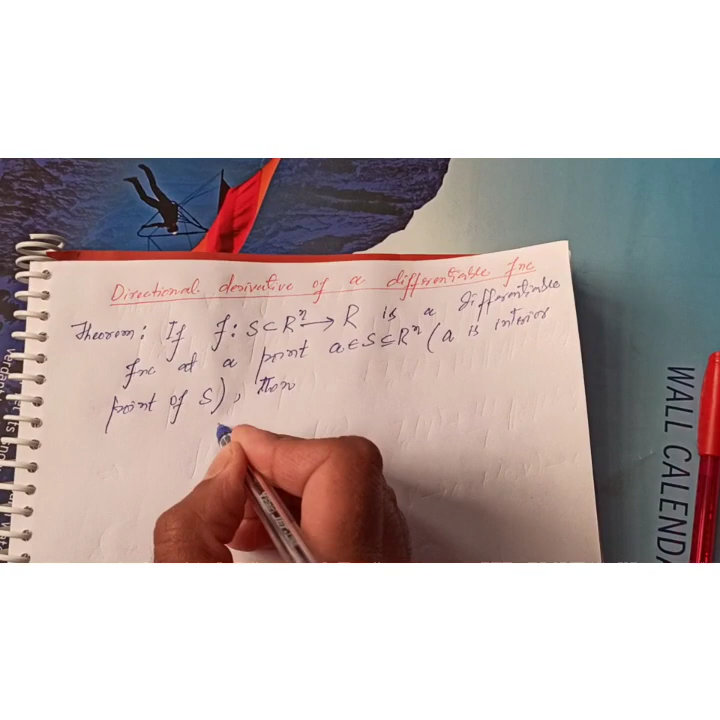 Directional derivative of a differentiable fnc
Theorem: If f: S⊂Rⁿ → R is a differentiable
fnc at a point a∈S⊆Rⁿ (a is interior
point of S), then
WALL CALENDA